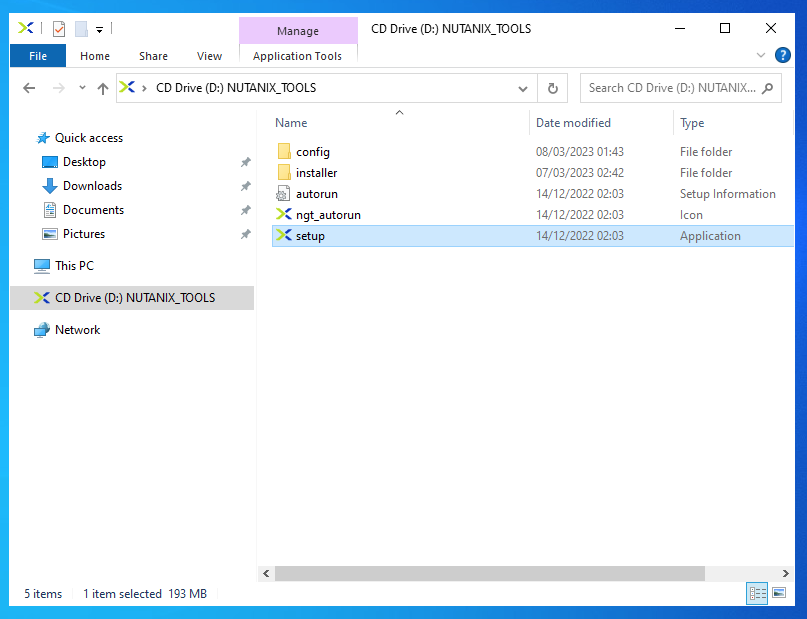 Manage
CD Drive (D:) NUTANIX_TOOLS
File
Home
Share
View
Application Tools
?
CD Drive (D:) NUTANIX_TOOLS
Search CD Drive (D:) NUTANIX...
Name
Date modified
Type
Quick access
Desktop
Downloads
Documents
Pictures
This PC
CD Drive (D:) NUTANIX_TOOLS
Network
config 08/03/2023 01:43 File folder
installer 07/03/2023 02:42 File folder
autorun 14/12/2022 02:03 Setup Information
ngt_autorun 14/12/2022 02:03 Icon
setup 14/12/2022 02:03 Application
5 items 1 item selected 193 MB